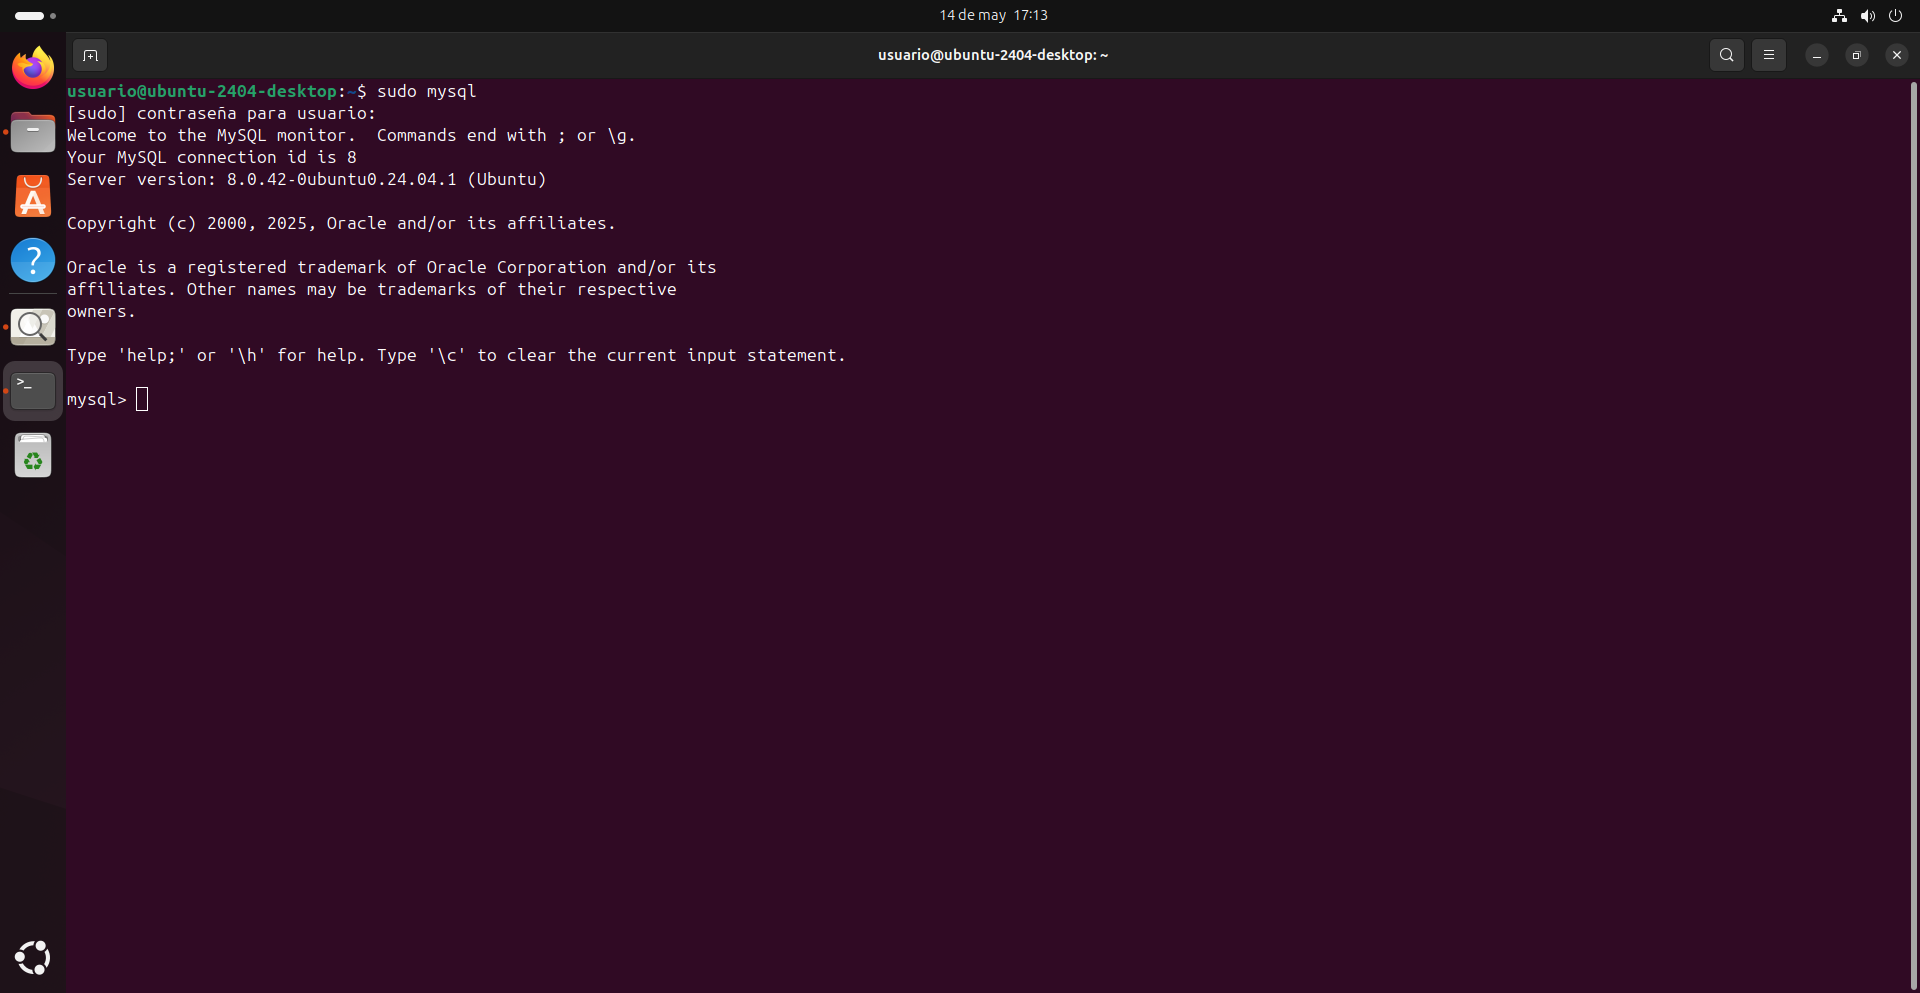 14 de may 17:13
usuario@ubuntu-2404-desktop: ~
usuario@ubuntu-2404-desktop:~$ sudo mysql
[sudo] contraseña para usuario:
Welcome to the MySQL monitor.  Commands end with ; or \g.
Your MySQL connection id is 8
Server version: 8.0.42-0ubuntu0.24.04.1 (Ubuntu)
Copyright (c) 2000, 2025, Oracle and/or its affiliates.
Oracle is a registered trademark of Oracle Corporation and/or its
affiliates. Other names may be trademarks of their respective
owners.
Type 'help;' or '\h' for help. Type '\c' to clear the current input statement.
mysql>